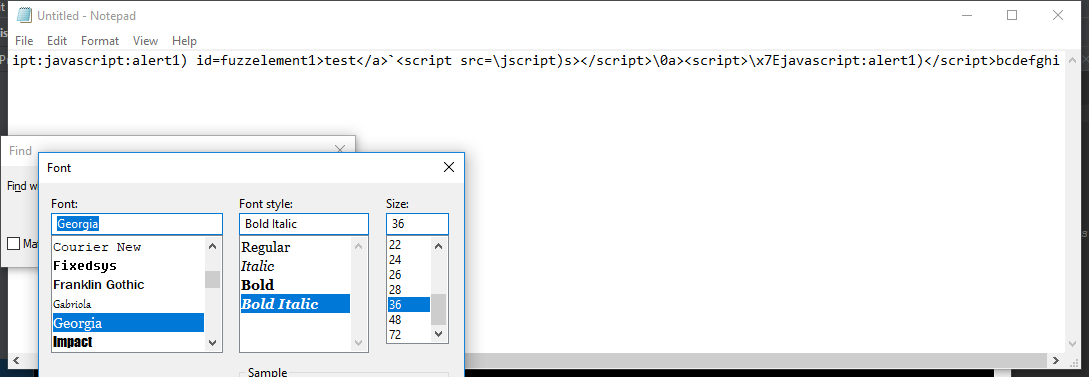 Untitled - Notepad
File Edit Format View Help
ipt:javascript:alert1) id=fuzzelement1>test</a>`<script src=\jscript)s></script>\0a><script>\x7Ejavascript:alert1)</script>bcdefghi
Find
Find w
Ma
Font
Font: Font style: Size:
Georgia Bold Italic 36
Courier New Regular 22
Fixedsys Italic 24
Franklin Gothic Bold 26
Gabriola Bold Italic 28
Georgia 36
Impact 48
72
Sample